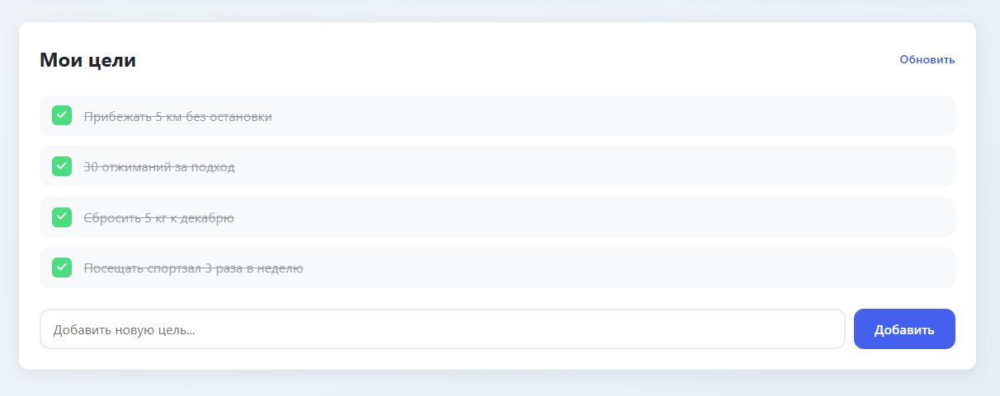 Мои цели
Обновить
Прибежать 5 км без остановки
30 отжиманий за подход
Сбросить 5 кг к декабрю
Посещать спортзал 3 раза в неделю
Добавить новую цель...
Добавить